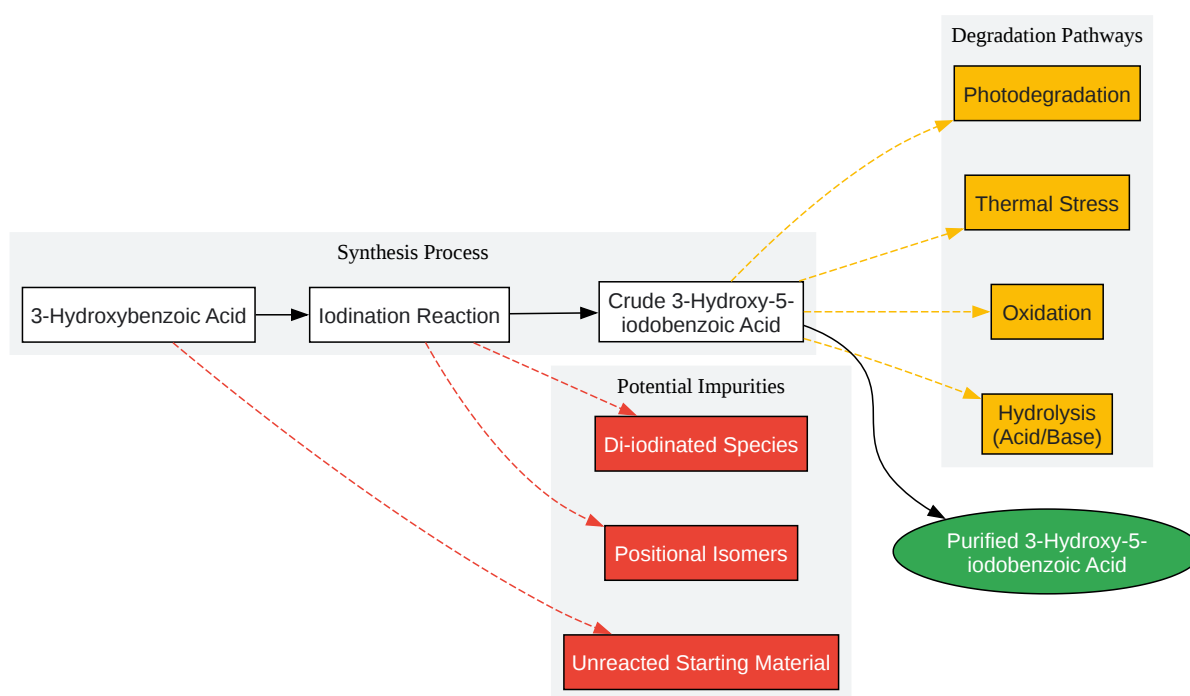 Degradation Pathways
Photodegradation
Thermal Stress
Synthesis Process
3-Hydroxybenzoic Acid
Iodination Reaction
Crude 3-Hydroxy-5-
iodobenzoic Acid
Oxidation
Hydrolysis
(Acid/Base)
Potential Impurities
Di-iodinated Species
Positional Isomers
Unreacted Starting Material
Purified 3-Hydroxy-5-
iodobenzoic Acid